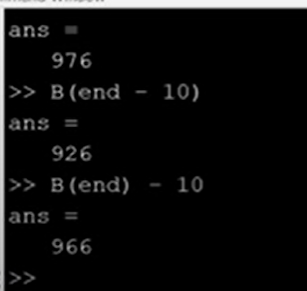 ans =
976
>> B(end - 10)
ans =
926
>> B(end) - 10
ans =
966
>>